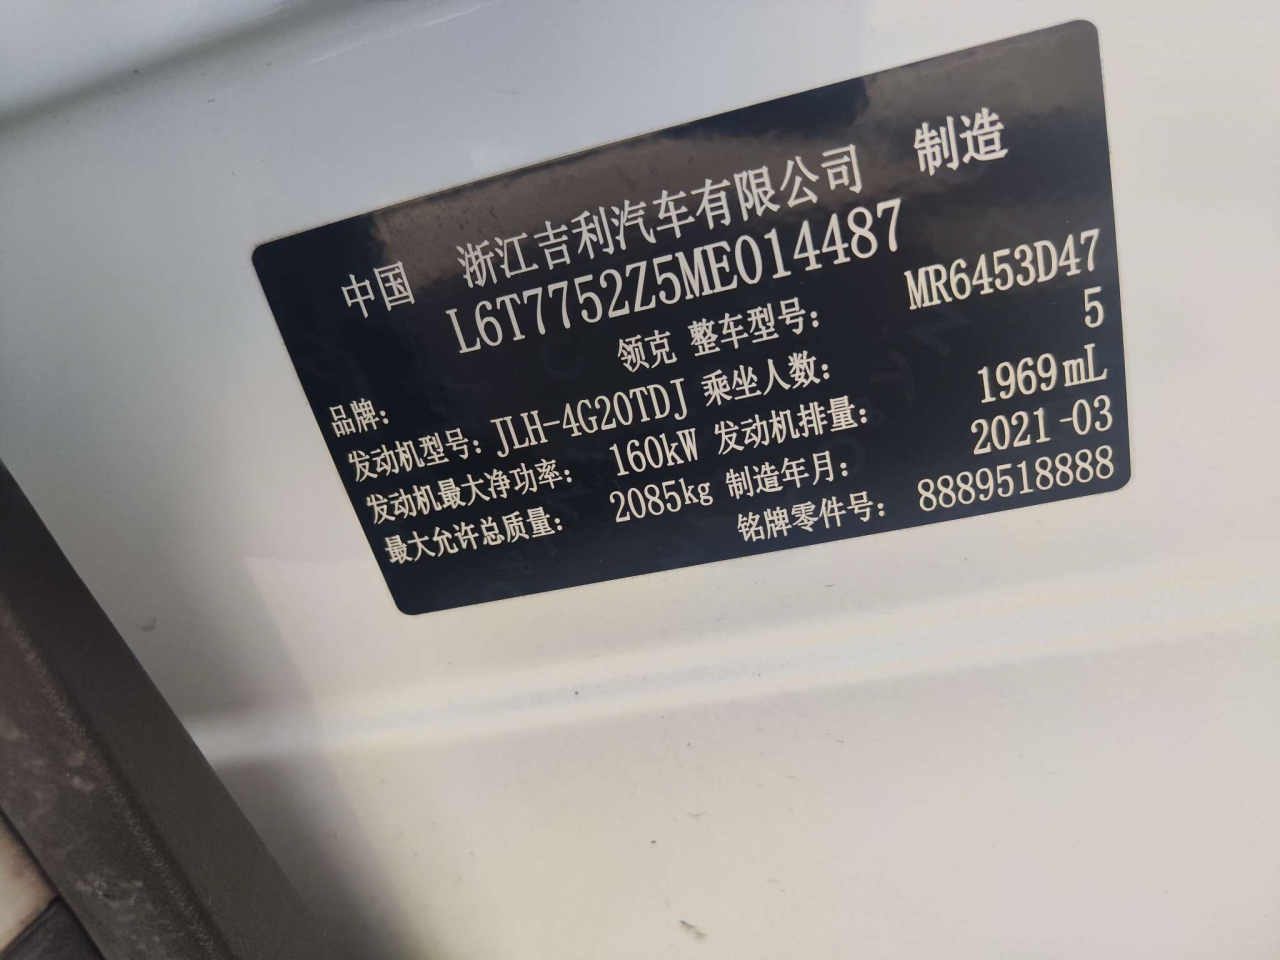 中国 浙江吉利汽车有限公司 制造
L6T7752Z5ME014487
品牌: 领克 整车型号: MR6453D47
发动机型号: JLH-4G20TDJ 乘坐人数: 5
发动机最大净功率: 160kW 发动机排量: 1969mL
最大允许总质量: 2085kg 制造年月: 2021-03
铭牌零件号: 8889518888